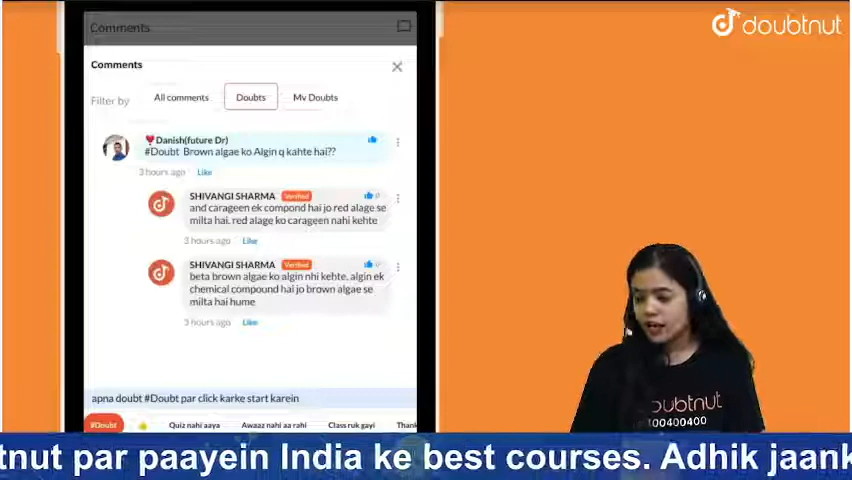 Comments
doubtnut
Comments
Filter by All comments Doubts My Doubts
Danish(future Dr)
#Doubt Brown algae ko Algin q kahte hai??
3 hours ago Like
SHIVANGI SHARMA Verified 0
and carageen ek compond hai jo red alage se
milta hai. red alage ko carageen nahi kehte
3 hours ago Like
SHIVANGI SHARMA Verified 0
beta brown algae ko algin nhi kehte. algin ek
chemical compound hai jo brown algae se
milta hai hume
3 hours ago Like
apna doubt #Doubt par click karke start karein
#Doubt Quiz nahi aaya Awaaz nahi aa rahi Class ruk gayi Thank
doubtnut
100400400
tnut par paayein India ke best courses. Adhik jaank